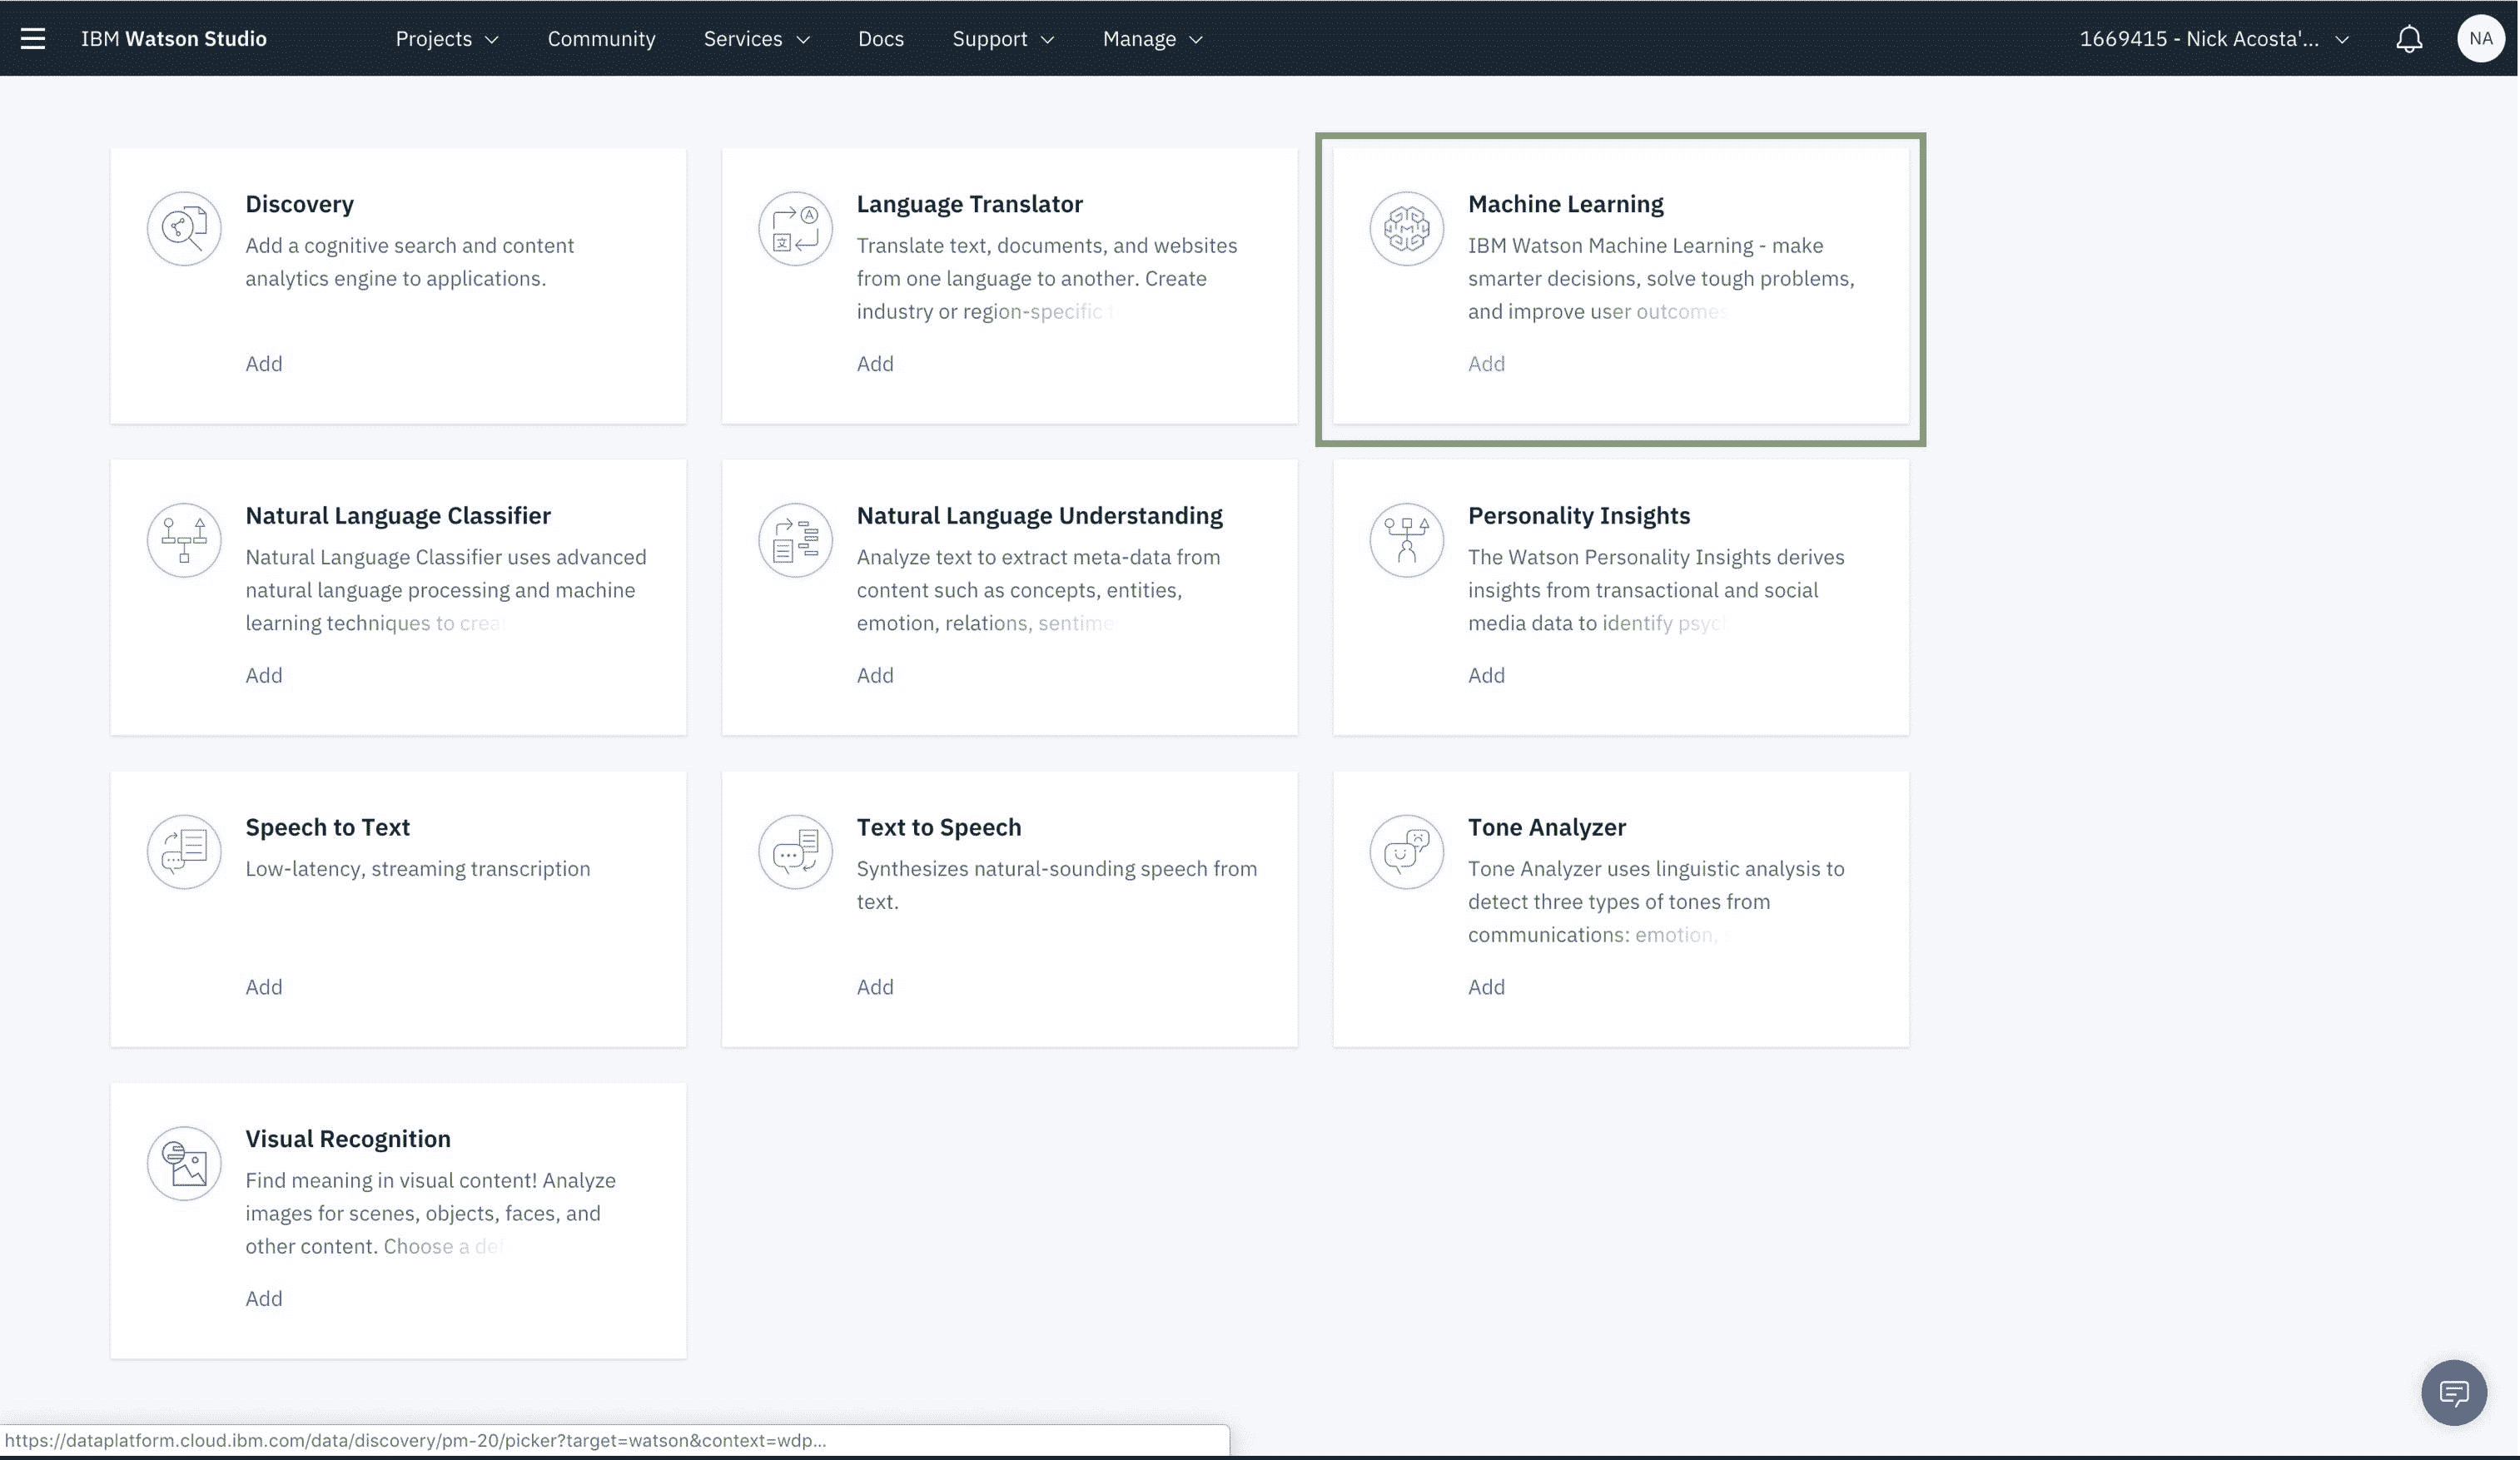 IBM Watson Studio
Projects
Community
Services
Docs
Support
Manage
1669415 - Nick Acosta'...
NA
Discovery
Add a cognitive search and content
analytics engine to applications.
Add
Language Translator
Translate text, documents, and websites
from one language to another. Create
industry or region-specific t
Add
Machine Learning
IBM Watson Machine Learning - make
smarter decisions, solve tough problems,
and improve user outcomes
Add
Natural Language Classifier
Natural Language Classifier uses advanced
natural language processing and machine
learning techniques to crea
Add
Natural Language Understanding
Analyze text to extract meta-data from
content such as concepts, entities,
emotion, relations, sentime
Add
Personality Insights
The Watson Personality Insights derives
insights from transactional and social
media data to identify psych
Add
Speech to Text
Low-latency, streaming transcription
Add
Text to Speech
Synthesizes natural-sounding speech from
text.
Add
Tone Analyzer
Tone Analyzer uses linguistic analysis to
detect three types of tones from
communications: emotion,
Add
Visual Recognition
Find meaning in visual content! Analyze
images for scenes, objects, faces, and
other content. Choose a def
Add
https://dataplatform.cloud.ibm.com/data/discovery/pm-20/picker?target=watson&context=wdp...